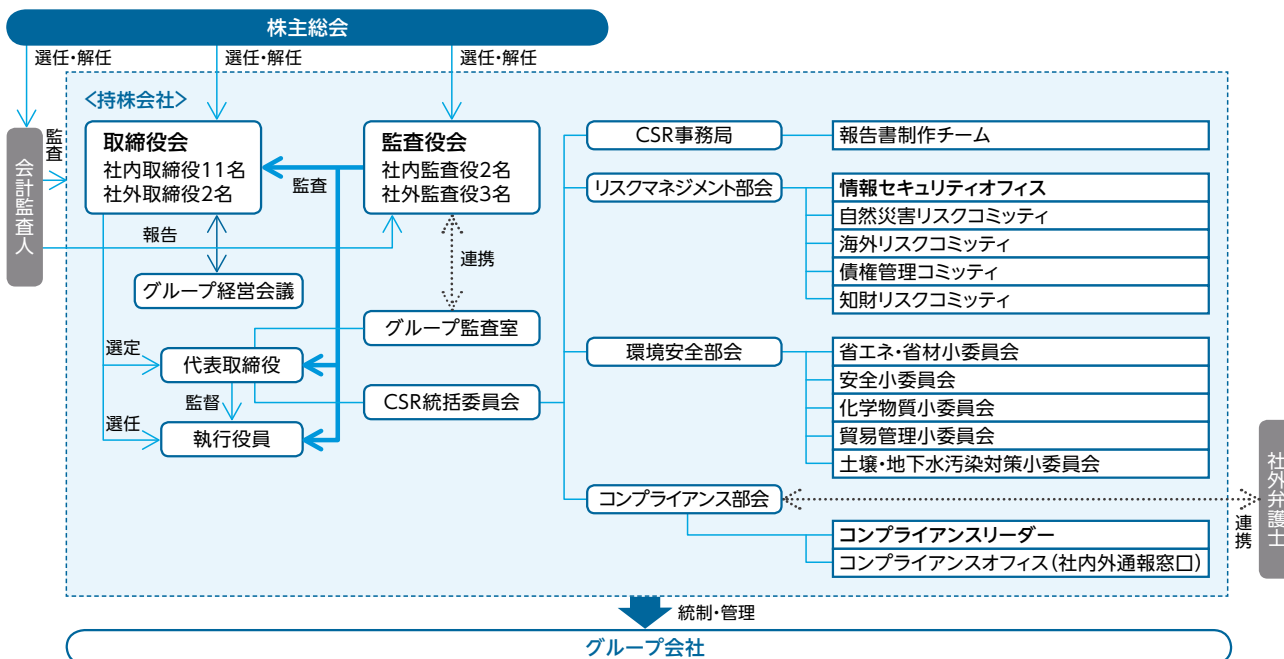 株主総会
選任・解任
選任・解任
選任・解任
<持株会社>
会計監査人
監査
取締役会
社内取締役11名
社外取締役2名
監査
監査役会
社内監査役2名
社外監査役3名
報告
連携
グループ経営会議
グループ監査室
選定
代表取締役
監督
CSR統括委員会
選任
執行役員
CSR事務局
報告書制作チーム
リスクマネジメント部会
情報セキュリティオフィス
自然災害リスクコミッティ
海外リスクコミッティ
債権管理コミッティ
知財リスクコミッティ
環境安全部会
省エネ・省材小委員会
安全小委員会
化学物質小委員会
貿易管理小委員会
土壌・地下水汚染対策小委員会
コンプライアンス部会
連携
社外弁護士
コンプライアンスリーダー
コンプライアンスオフィス(社内外通報窓口)
統制・管理
グループ会社